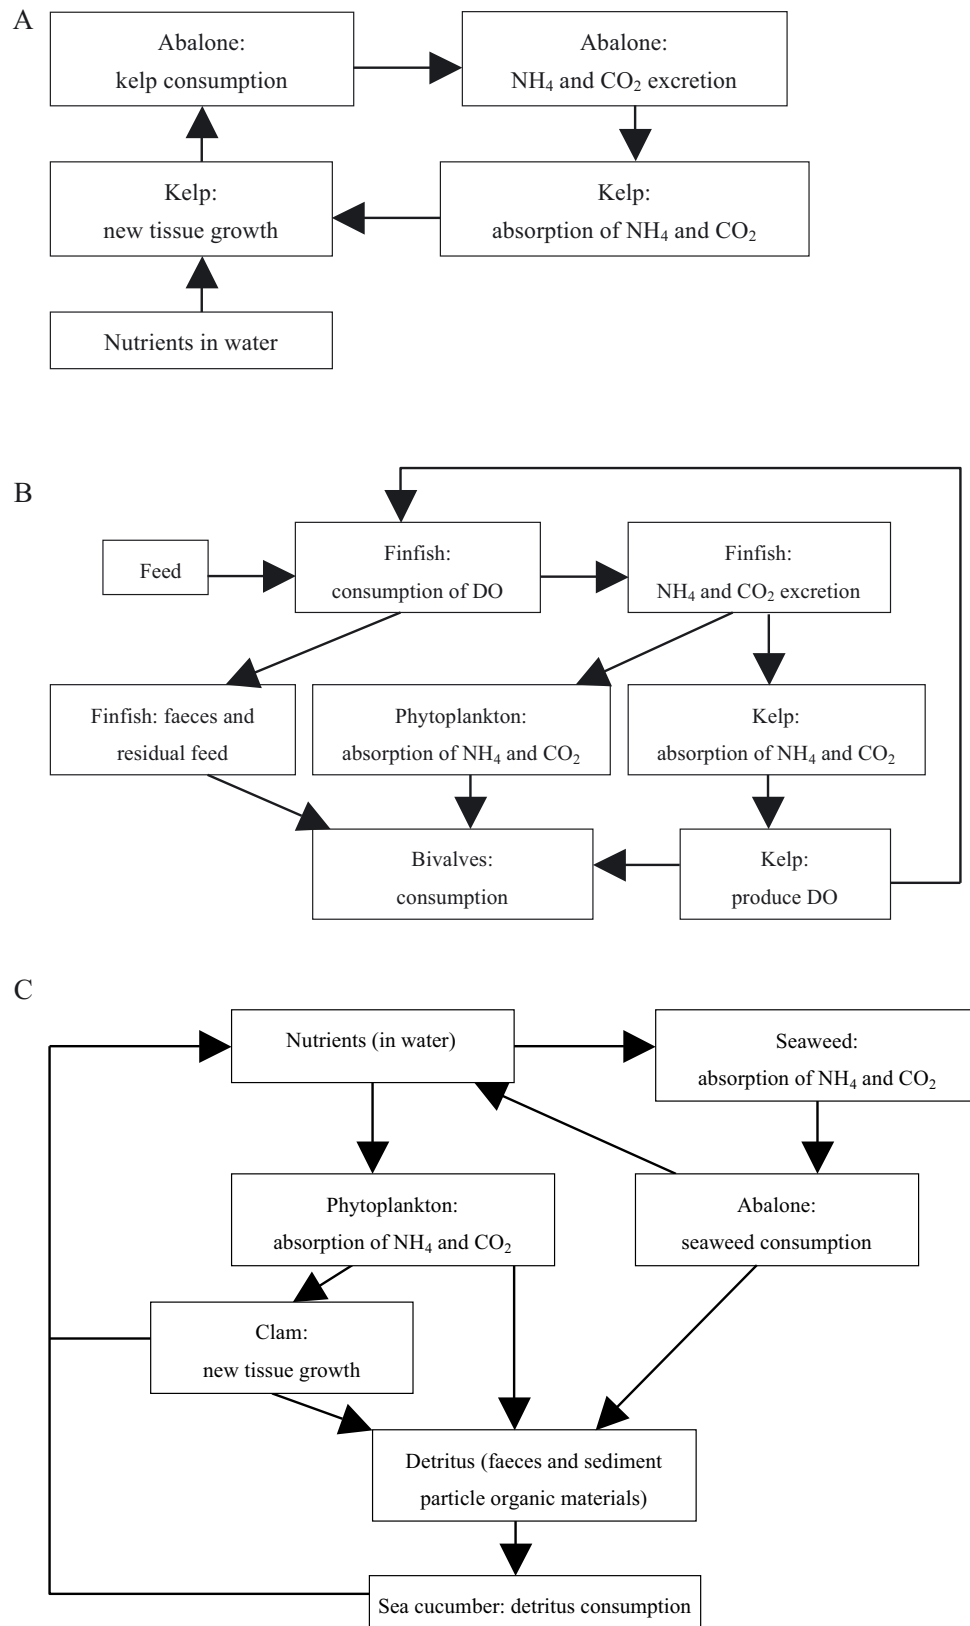 A
Abalone:
kelp consumption
Abalone:
NH₄ and CO₂ excretion
Kelp:
new tissue growth
Kelp:
absorption of NH₄ and CO₂
Nutrients in water
B
Feed
Finfish:
consumption of DO
Finfish:
NH₄ and CO₂ excretion
Finfish: faeces and
residual feed
Phytoplankton:
absorption of NH₄ and CO₂
Kelp:
absorption of NH₄ and CO₂
Bivalves:
consumption
Kelp:
produce DO
C
Nutrients (in water)
Seaweed:
absorption of NH₄ and CO₂
Phytoplankton:
absorption of NH₄ and CO₂
Abalone:
seaweed consumption
Clam:
new tissue growth
Detritus (faeces and sediment
particle organic materials)
Sea cucumber: detritus consumption